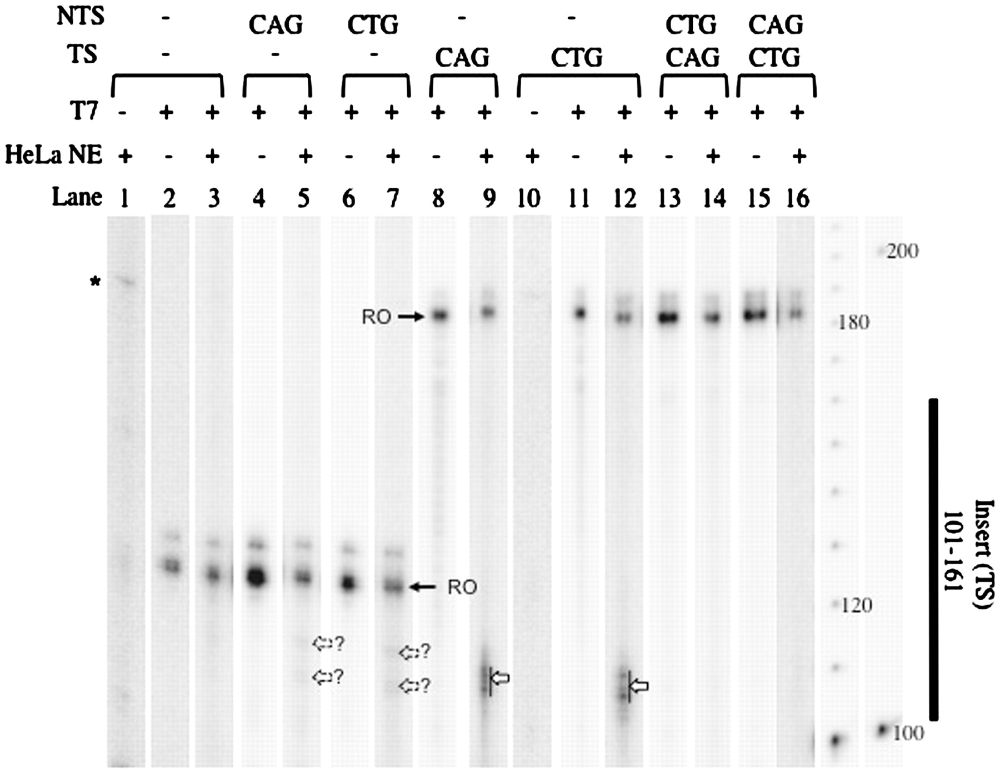 NTS - CAG CTG - - CTG CAG
TS - - - CAG CTG CAG CTG
T7 - + + + + + + + + - + + + + + +
HeLa NE + - + - + - + - + + - + - + - +
Lane 1 2 3 4 5 6 7 8 9 10 11 12 13 14 15 16
200
*
RO
180
RO
120
?
?
?
?
100
Insert (TS)
101-161